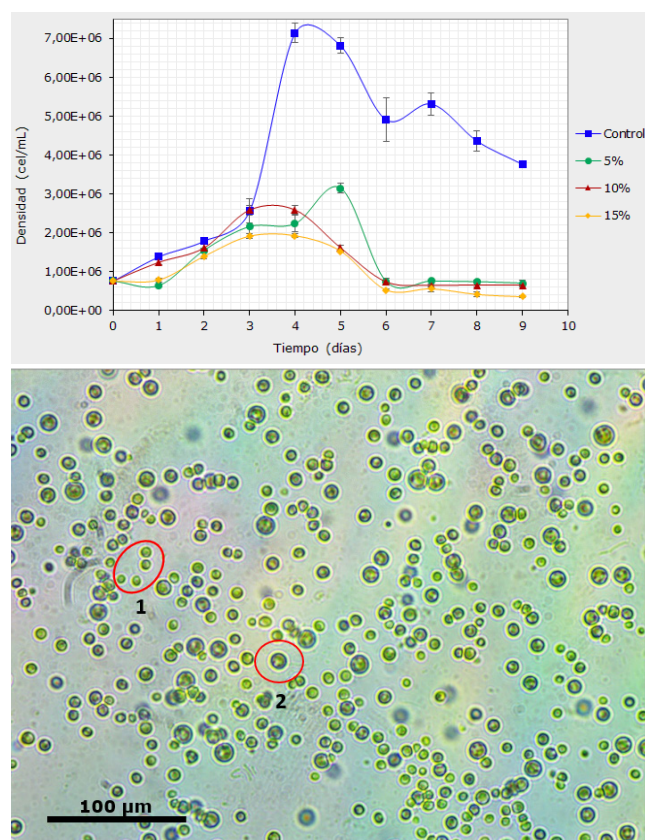 7,00E+06
6,00E+06
5,00E+06
4,00E+06
3,00E+06
2,00E+06
1,00E+06
0,00E+00
Densidad (cel/mL)
0 1 2 3 4 5 6 7 8 9 10
Tiempo (días)
Control
5%
10%
15%
1
2
100 µm